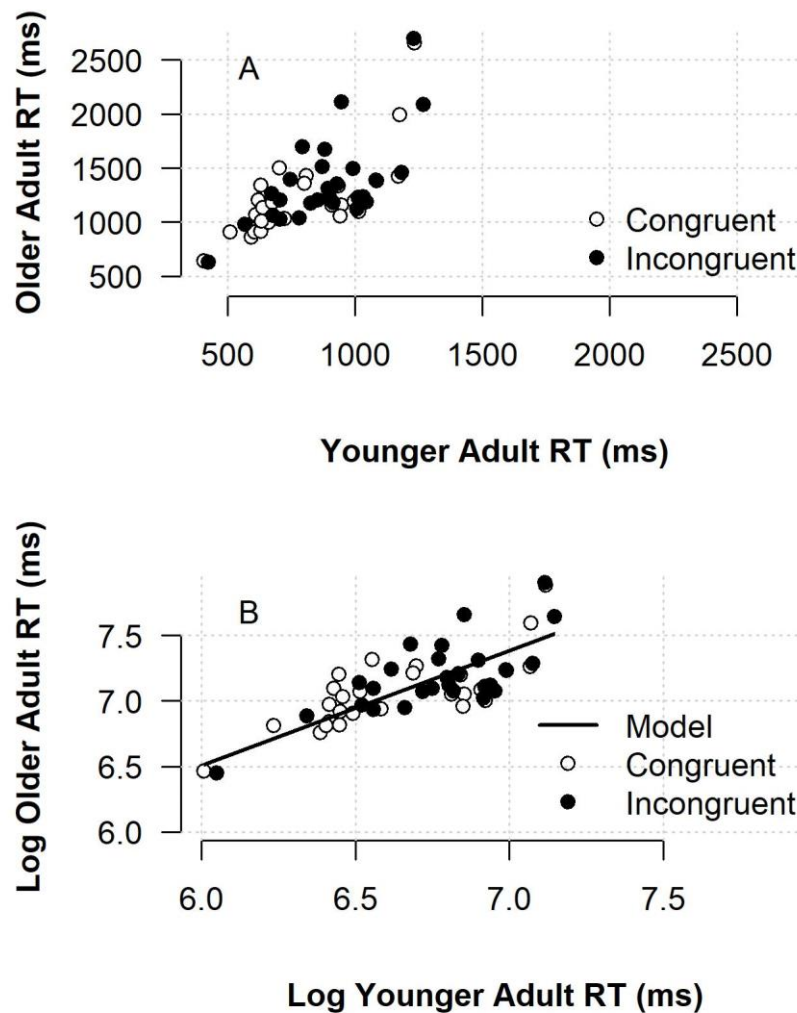 A
Older Adult RT (ms)
2500
2000
1500
1000
500
Congruent
Incongruent
500 1000 1500 2000 2500
Younger Adult RT (ms)
B
Log Older Adult RT (ms)
7.5
7.0
6.5
6.0
Model
Congruent
Incongruent
6.0 6.5 7.0 7.5
Log Younger Adult RT (ms)